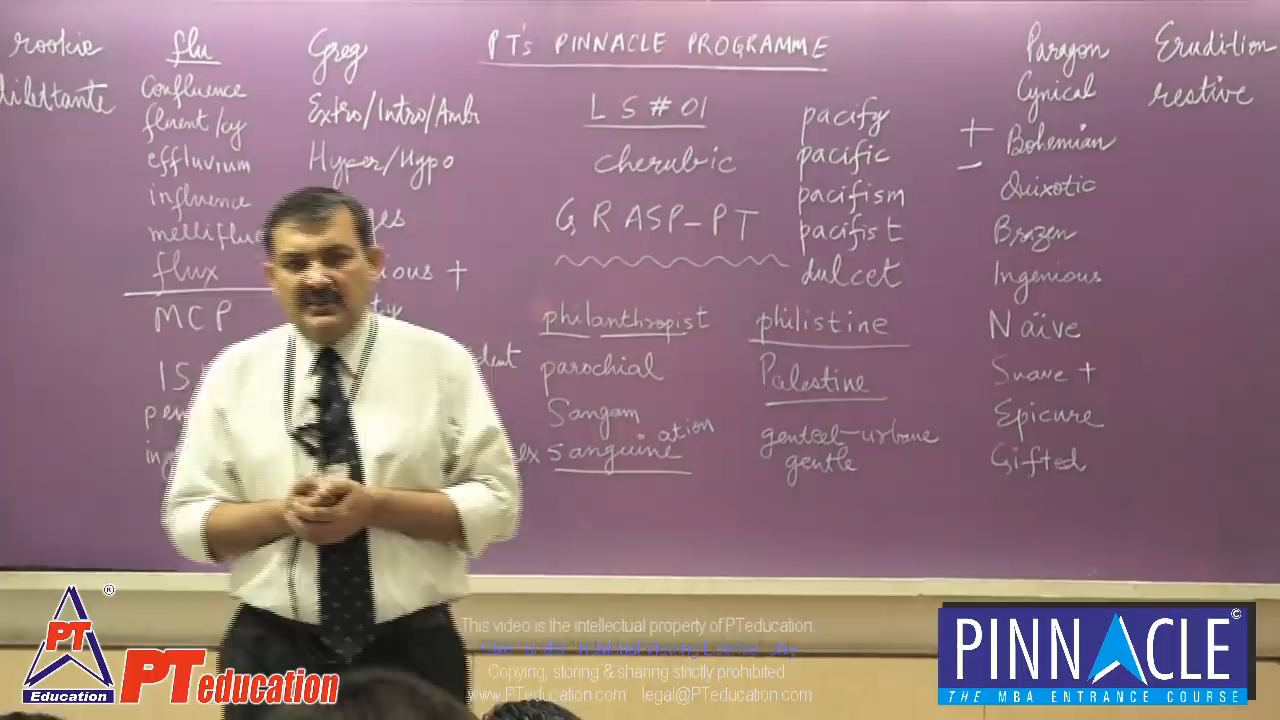 rookie
dilettante
flu
Confluence
fluent/cy
effluvium
influence
flux
MCP
Greg
Extro/Intro/Ambi
Hyper/Hypo
PT's PINNACLE PROGRAMME
LS # 01
cherubic
GRASP-PT
philanthropist
parochial
Sangam
ex sanguine ation
pacify
pacific
pacifism
pacifist
dulcet
philistine
Palestine
genteel-urbane
gentle
+
-
Paragon
Cynical
Bohemian
Quixotic
Brazen
Ingenious
Naïve
Suave +
Epicure
Gifted
Erudition
restive
PT
Education
®
PT education
This video is the intellectual property of PTeducation.
Copying, storing & sharing strictly prohibited
www.PTeducation.com legal@PTeducation.com
PINNACLE ©
THE MBA ENTRANCE COURSE